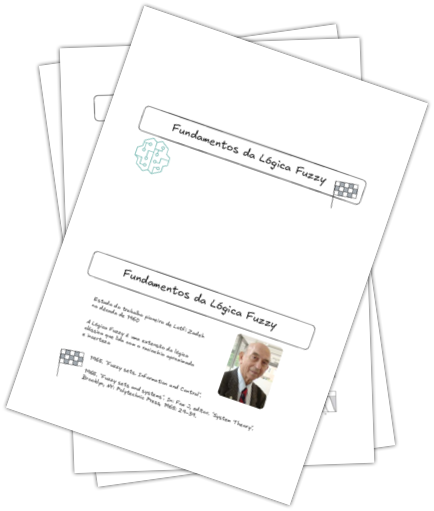 Fundamentos da Lógica Fuzzy
Fundamentos da Lógica Fuzzy
Estudo do trabalho pioneiro de Lotfi Zadeh
na década de 1960
A Lógica Fuzzy é uma extensão da lógica
clássica que lida com o raciocínio aproximado
e incerteza
1965, "Fuzzy sets. Information and Control".
1965, "Fuzzy sets and systems". In: Fox J, editor. "System Theory".
Brooklyn, NY: Polytechnic Press, 1965: 29–39.